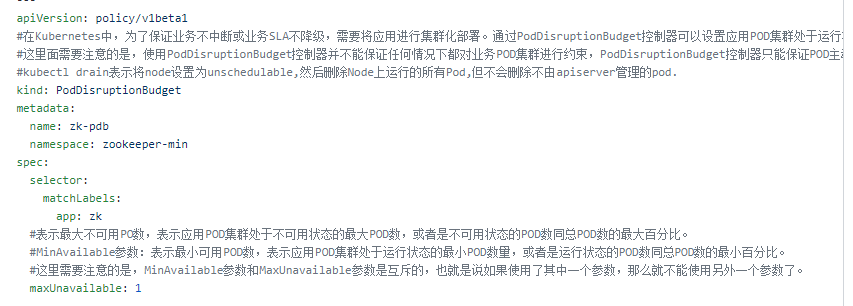 ---
apiVersion: policy/v1beta1
#在Kubernetes中，为了保证业务不中断或业务SLA不降级，需要将应用进行集群化部署。通过PodDisruptionBudget控制器可以设置应用POD集群处于运行
#这里面需要注意的是，使用PodDisruptionBudget控制器并不能保证任何情况下都对业务POD集群进行约束，PodDisruptionBudget控制器只能保证POD主动
#kubectl drain表示将node设置为unschedulable,然后删除Node上运行的所有Pod,但不会删除不由apiserver管理的pod.
kind: PodDisruptionBudget
metadata:
  name: zk-pdb
  namespace: zookeeper-min
spec:
  selector:
    matchLabels:
      app: zk
  #表示最大不可用PO数，表示应用POD集群处于不可用状态的最大POD数，或者是不可用状态的POD数同总POD数的最大百分比。
  #MinAvailable参数：表示最小可用POD数，表示应用POD集群处于运行状态的最小POD数量，或者是运行状态的POD数同总POD数的最小百分比。
  #这里需要注意的是，MinAvailable参数和MaxUnavailable参数是互斥的，也就是说如果使用了其中一个参数，那么就不能使用另外一个参数了。
  maxUnavailable: 1